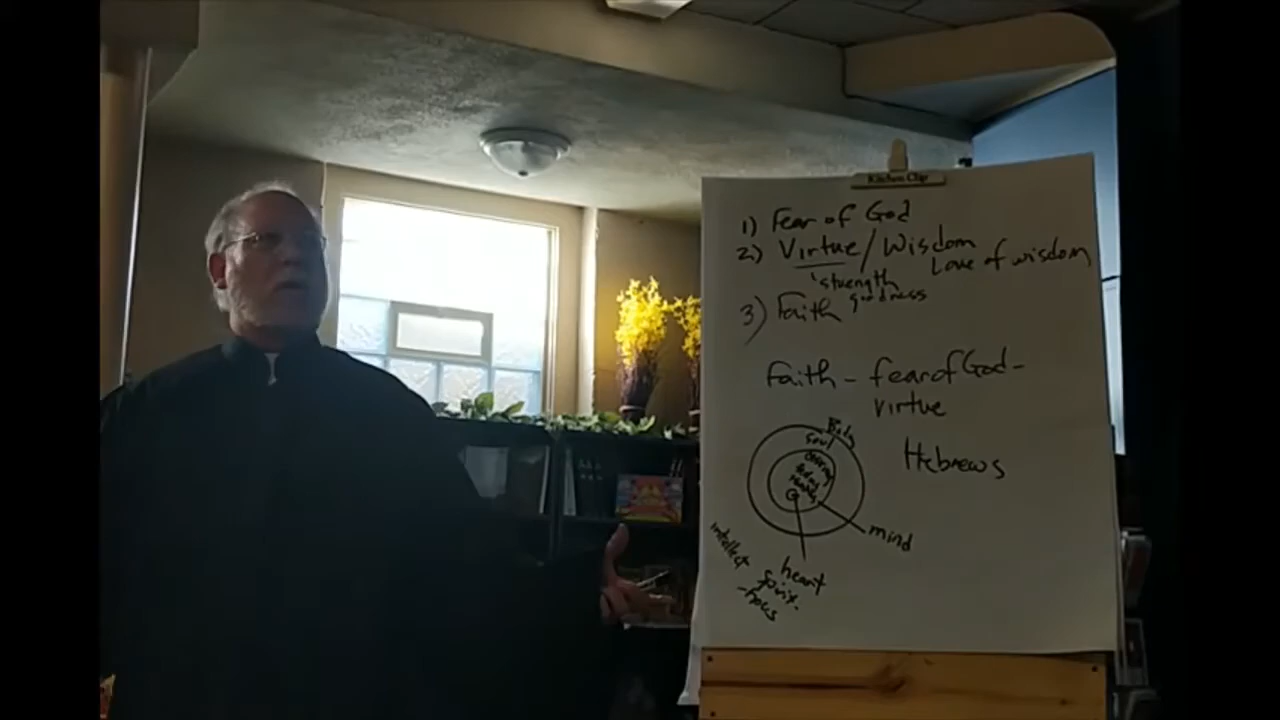 Kitchen Clip
1) Fear of God
2) Virtue / Wisdom
Love of wisdom
strength
goodness
3) Faith
Faith - fear of God -
virtue
Body
Soul
Hebrews
mind
intellect
heart